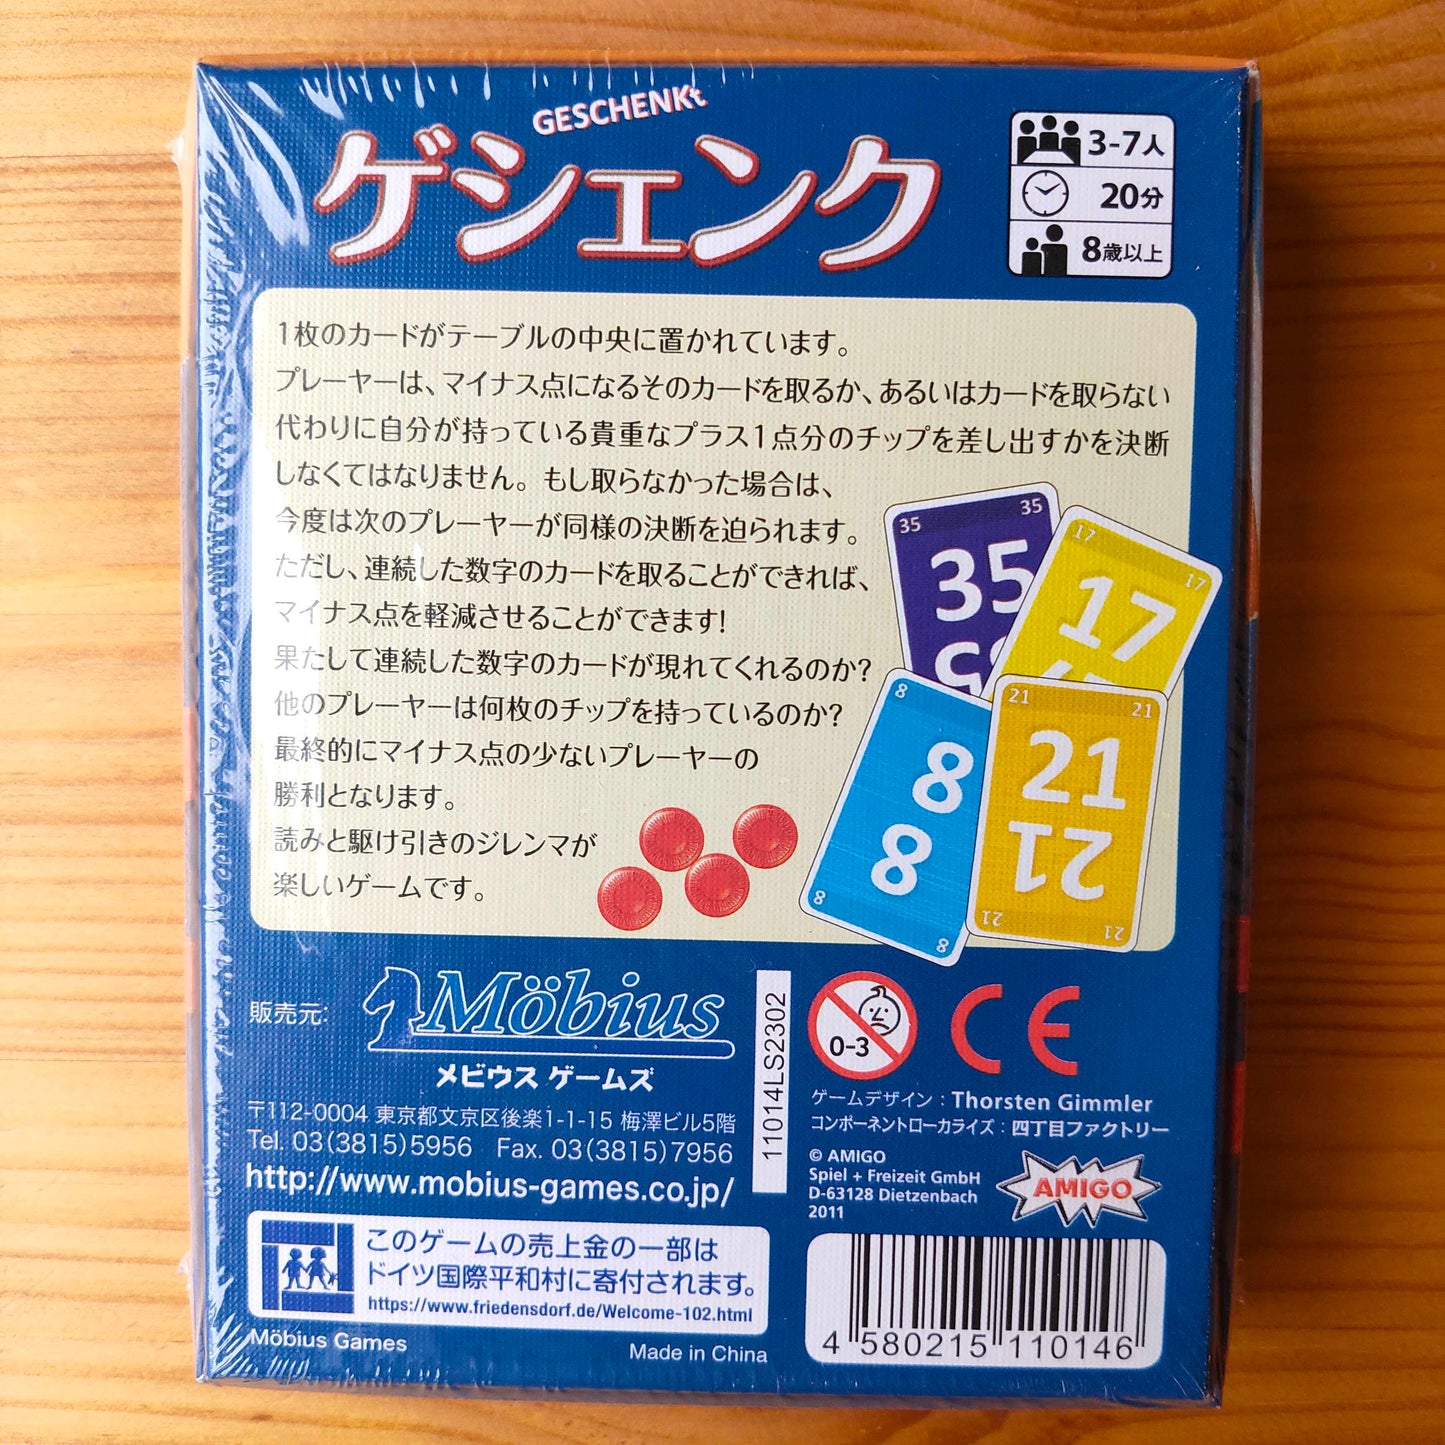 GESCHENKt
ゲシェンク
3-7人
20分
8歳以上
1枚のカードがテーブルの中央に置かれています。
プレーヤーは、マイナス点になるそのカードを取るか、あるいはカードを取らない
代わりに自分が持っている貴重なプラス1点分のチップを差し出すかを決断
しなくてはなりません。もし取らなかった場合は、
今度は次のプレーヤーが同様の決断を迫られます。
ただし、連続した数字のカードを取ることができれば、
マイナス点を軽減させることができます!
果たして連続した数字のカードが現れてくれるのか?
他のプレーヤーは何枚のチップを持っているのか?
最終的にマイナス点の少ないプレーヤーの
勝利となります。
読みと駆け引きのジレンマが
楽しいゲームです。
35 35
35
35
17
17
17
17
8
8
8
8
8
21 21
21
21
21 21
販売元:
Möbius
メビウス ゲームズ
〒112-0004 東京都文京区後楽1-1-15 梅澤ビル5階
Tel. 03(3815)5956 Fax. 03(3815)7956
http://www.mobius-games.co.jp/
11014LS2302
0-3
CE
ゲームデザイン : Thorsten Gimmler
コンポーネントローカライズ : 四丁目ファクトリー
© AMIGO
Spiel + Freizeit GmbH
D-63128 Dietzenbach
2011
AMIGO
このゲームの売上金の一部は
ドイツ国際平和村に寄付されます。
https://www.friedensdorf.de/Welcome-102.html
Möbius Games
Made in China
4 580215 110146